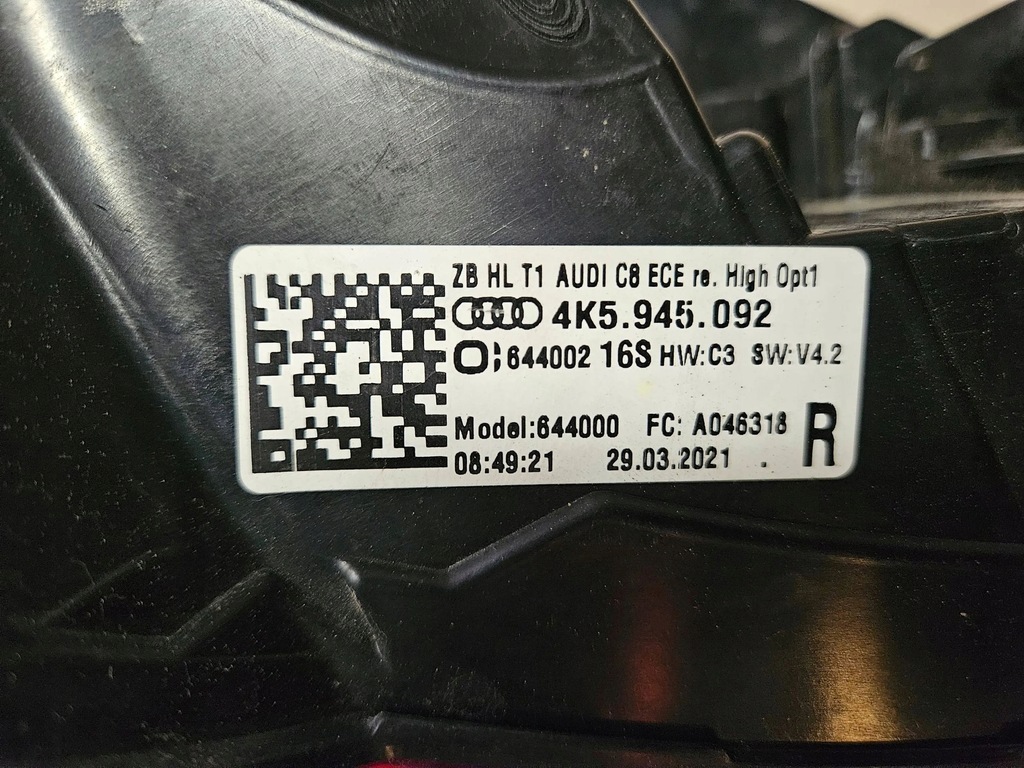 ZB HL T1 AUDI C8 ECE re. High Opt1
4K5.945.092
O; 644002 16S HW:C3 SW:V4.2
Model:644000 FC: A046318 R
08:49:21 29.03.2021 .